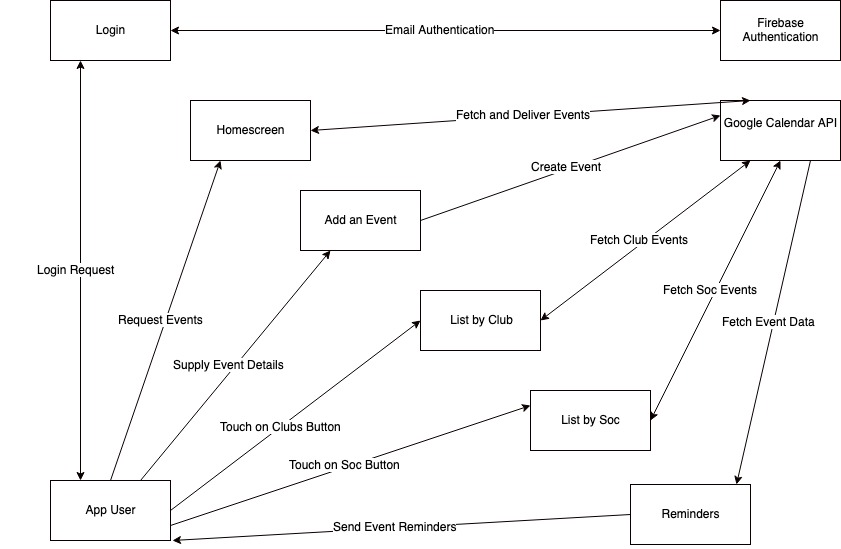 Login
Email Authentication
Firebase
Authentication
Homescreen
Fetch and Deliver Events
Google Calendar API
Create Event
Add an Event
Fetch Club Events
Login Request
Fetch Soc Events
Request Events
List by Club
Fetch Event Data
Supply Event Details
Touch on Clubs Button
List by Soc
Touch on Soc Button
App User
Send Event Reminders
Reminders